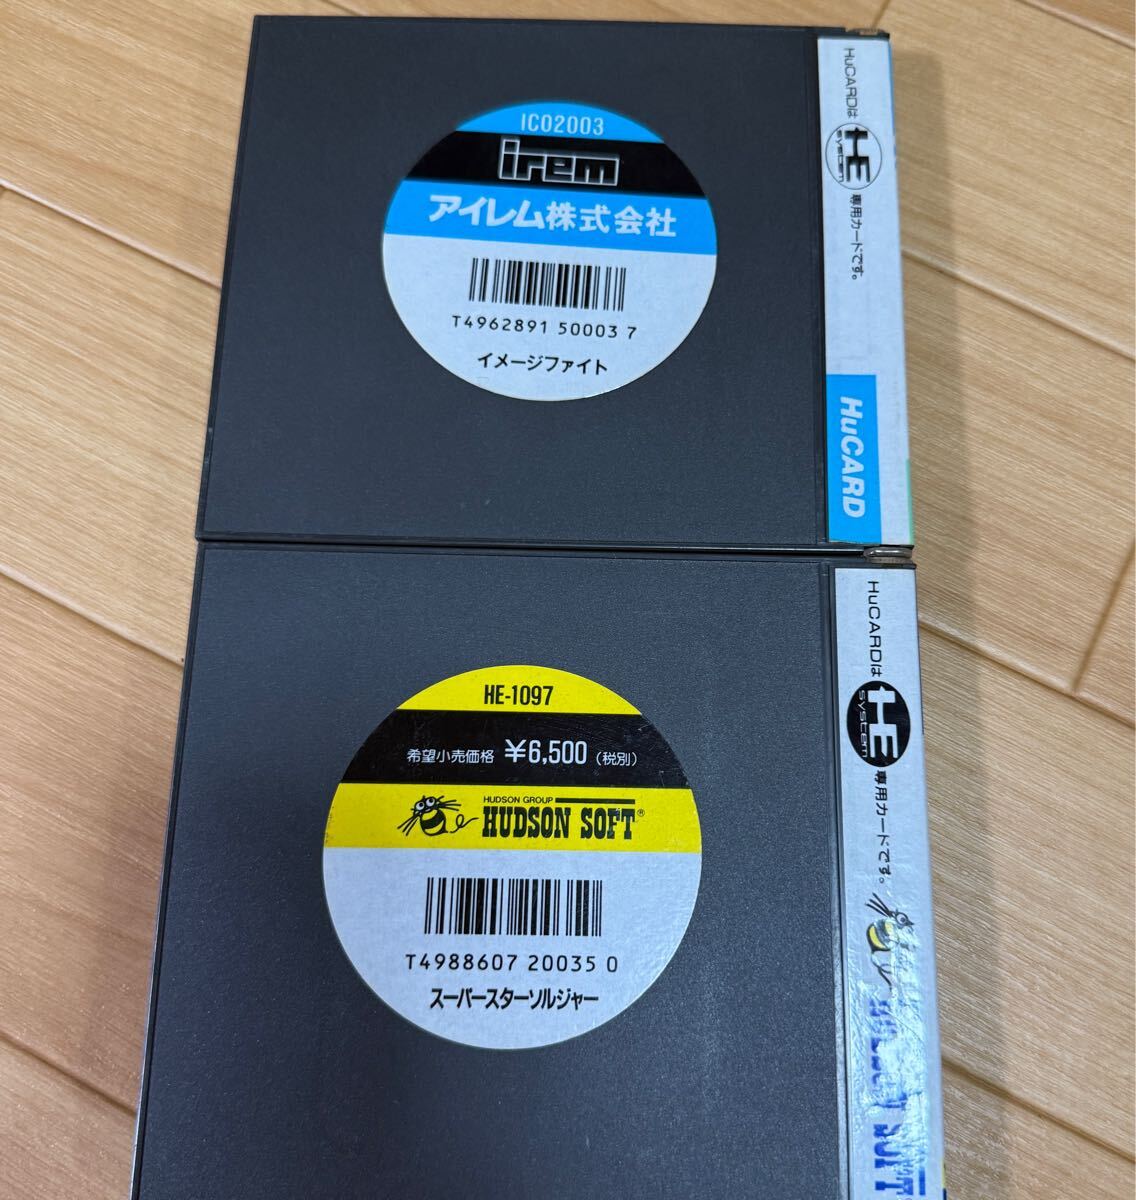 IC02003
irem
アイレム株式会社
T4962891 50003 7
イメージファイト
HuCARDは
HE
system
専用カードです。
HuCARD
HE-1097
希望小売価格 ¥6,500 (税別)
HUDSON GROUP
HUDSON SOFT®
T4988607 20035 0
スーパースターソルジャー
HuCARDは
HE
system
専用カードです。
HUDSON SOFT